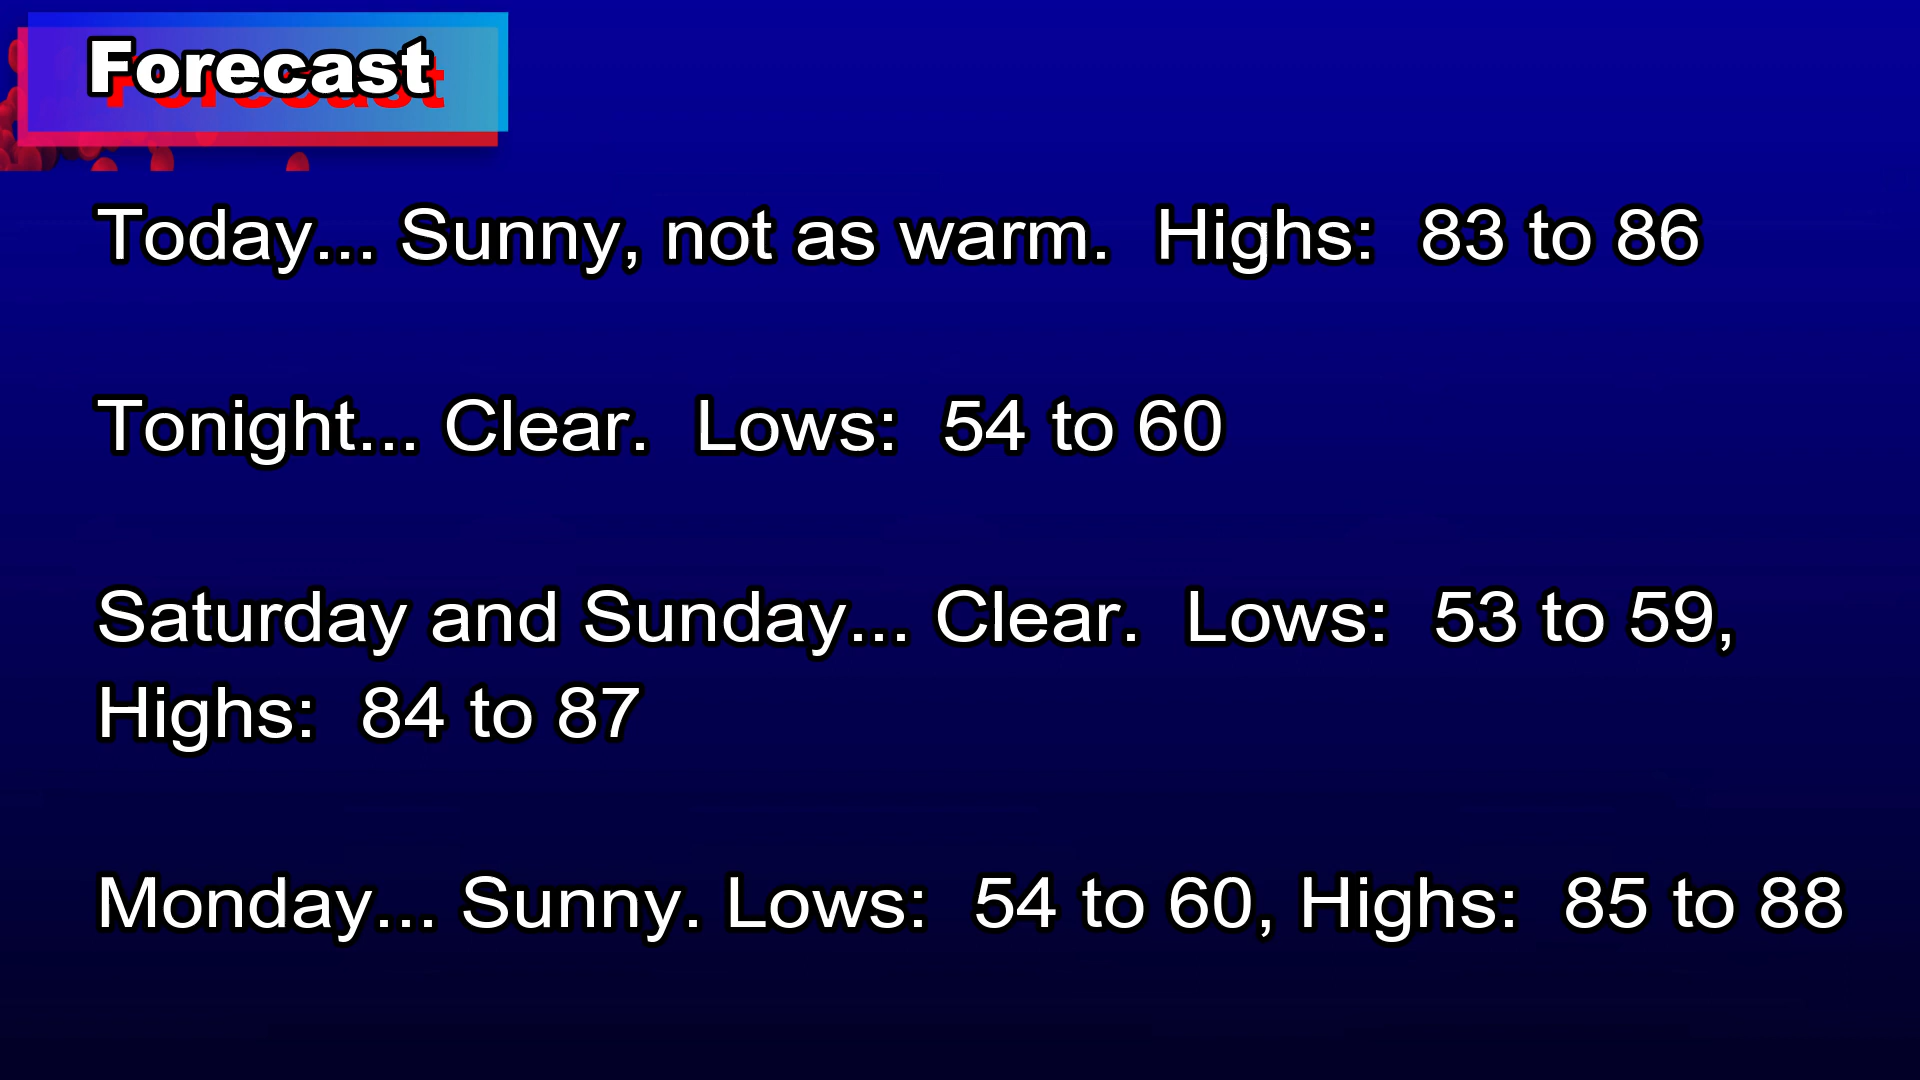 Forecast
Today... Sunny, not as warm.  Highs:  83 to 86
Tonight... Clear.  Lows:  54 to 60
Saturday and Sunday... Clear.  Lows:  53 to 59,
Highs:  84 to 87
Monday... Sunny. Lows:  54 to 60, Highs:  85 to 88